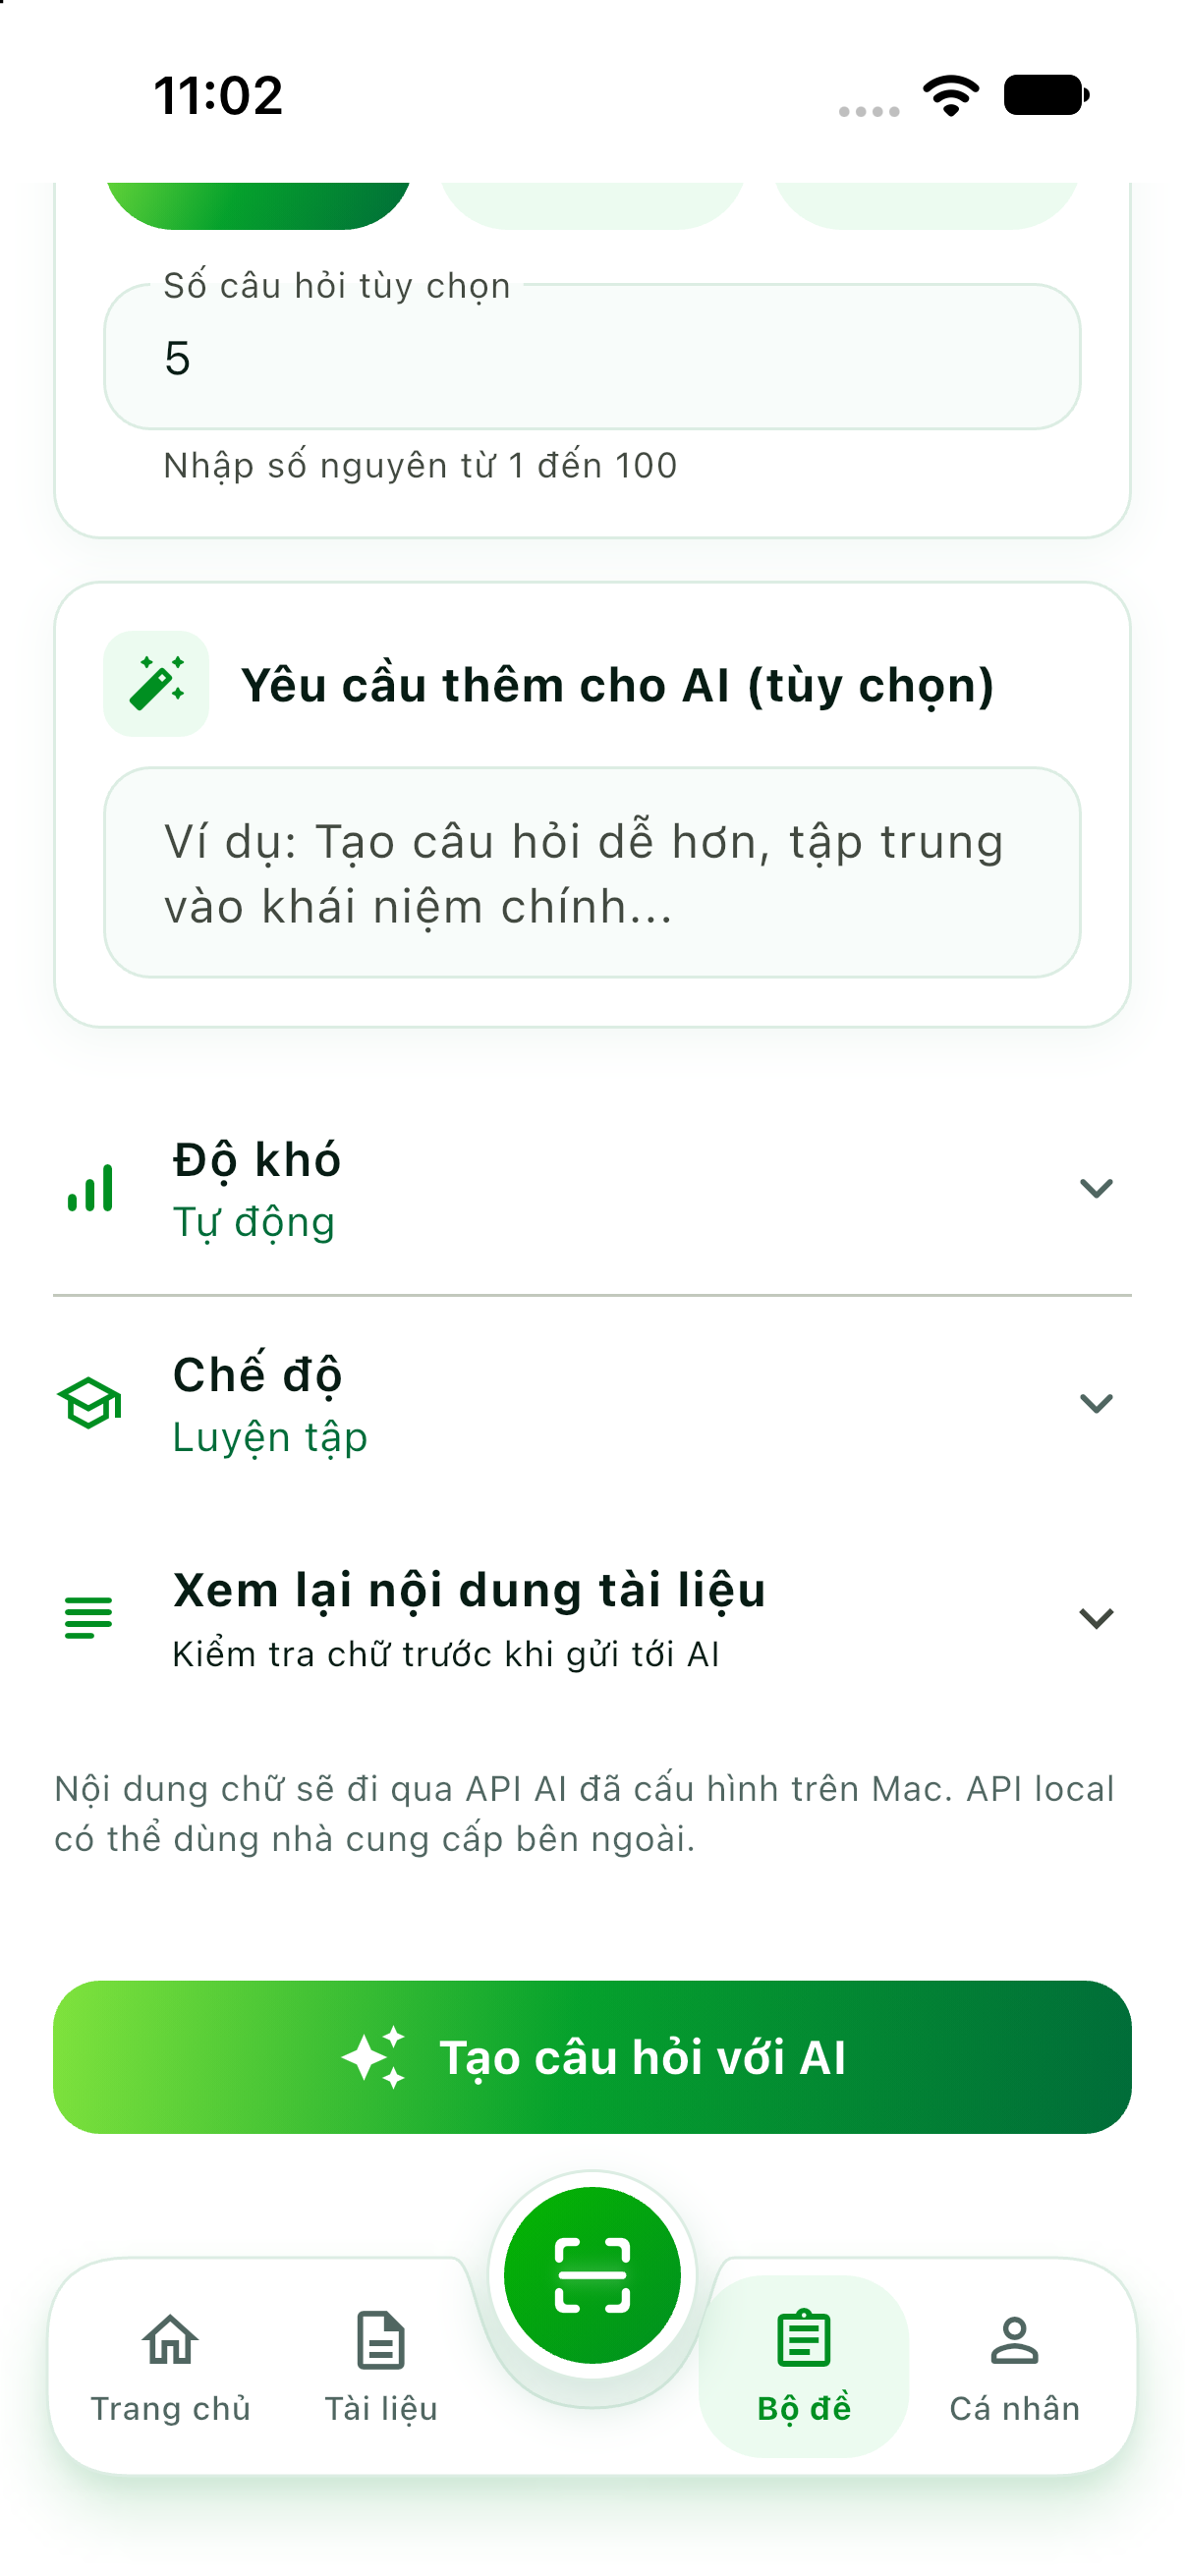 11:02
Số câu hỏi tùy chọn
5
Nhập số nguyên từ 1 đến 100
Yêu cầu thêm cho AI (tùy chọn)
Ví dụ: Tạo câu hỏi dễ hơn, tập trung
vào khái niệm chính...
Độ khó
Tự động
Chế độ
Luyện tập
Xem lại nội dung tài liệu
Kiểm tra chữ trước khi gửi tới AI
Nội dung chữ sẽ đi qua API AI đã cấu hình trên Mac. API local
có thể dùng nhà cung cấp bên ngoài.
Tạo câu hỏi với AI
Trang chủ
Tài liệu
Bộ đề
Cá nhân